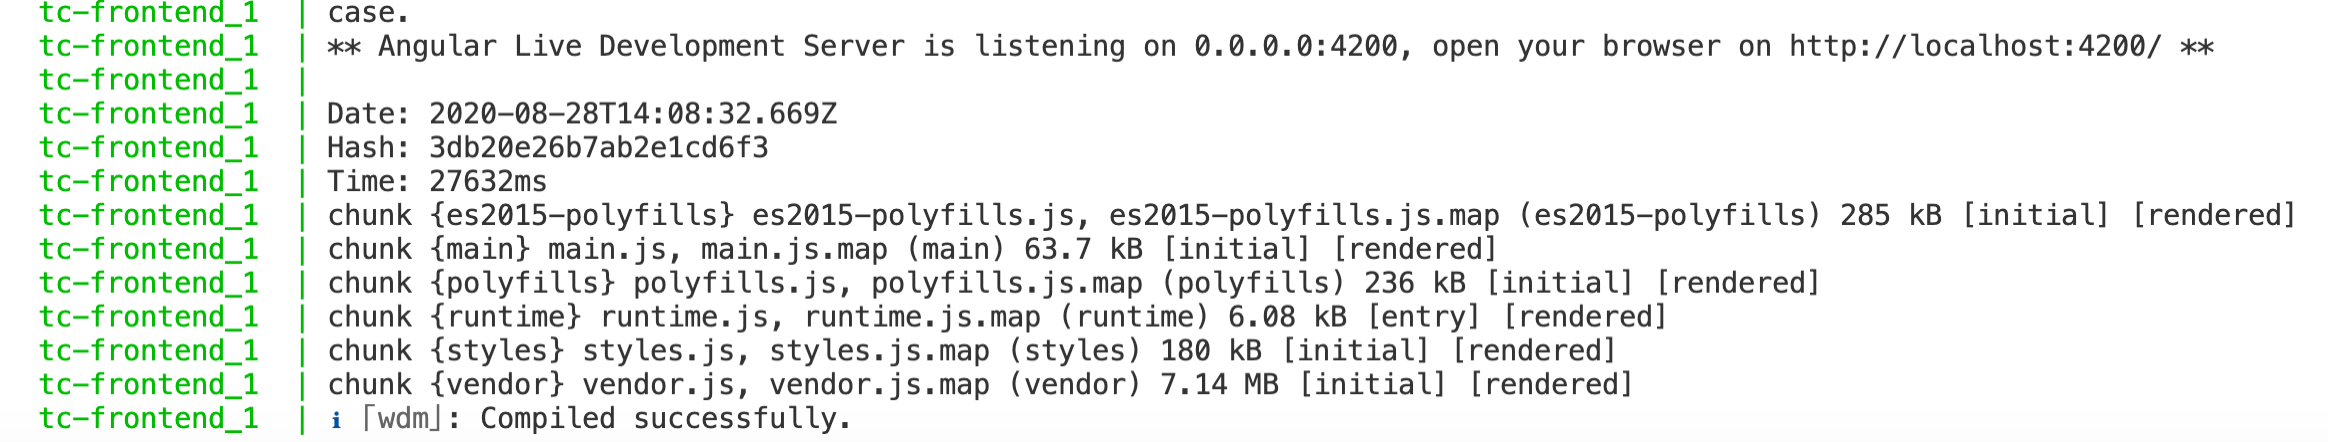 tc-frontend_1 | case.
tc-frontend_1 | ** Angular Live Development Server is listening on 0.0.0.0:4200, open your browser on http://localhost:4200/ **
tc-frontend_1 |
tc-frontend_1 | Date: 2020-08-28T14:08:32.669Z
tc-frontend_1 | Hash: 3db20e26b7ab2e1cd6f3
tc-frontend_1 | Time: 27632ms
tc-frontend_1 | chunk {es2015-polyfills} es2015-polyfills.js, es2015-polyfills.js.map (es2015-polyfills) 285 kB [initial] [rendered]
tc-frontend_1 | chunk {main} main.js, main.js.map (main) 63.7 kB [initial] [rendered]
tc-frontend_1 | chunk {polyfills} polyfills.js, polyfills.js.map (polyfills) 236 kB [initial] [rendered]
tc-frontend_1 | chunk {runtime} runtime.js, runtime.js.map (runtime) 6.08 kB [entry] [rendered]
tc-frontend_1 | chunk {styles} styles.js, styles.js.map (styles) 180 kB [initial] [rendered]
tc-frontend_1 | chunk {vendor} vendor.js, vendor.js.map (vendor) 7.14 MB [initial] [rendered]
tc-frontend_1 | ℹ ⌈wdm⌋: Compiled successfully.